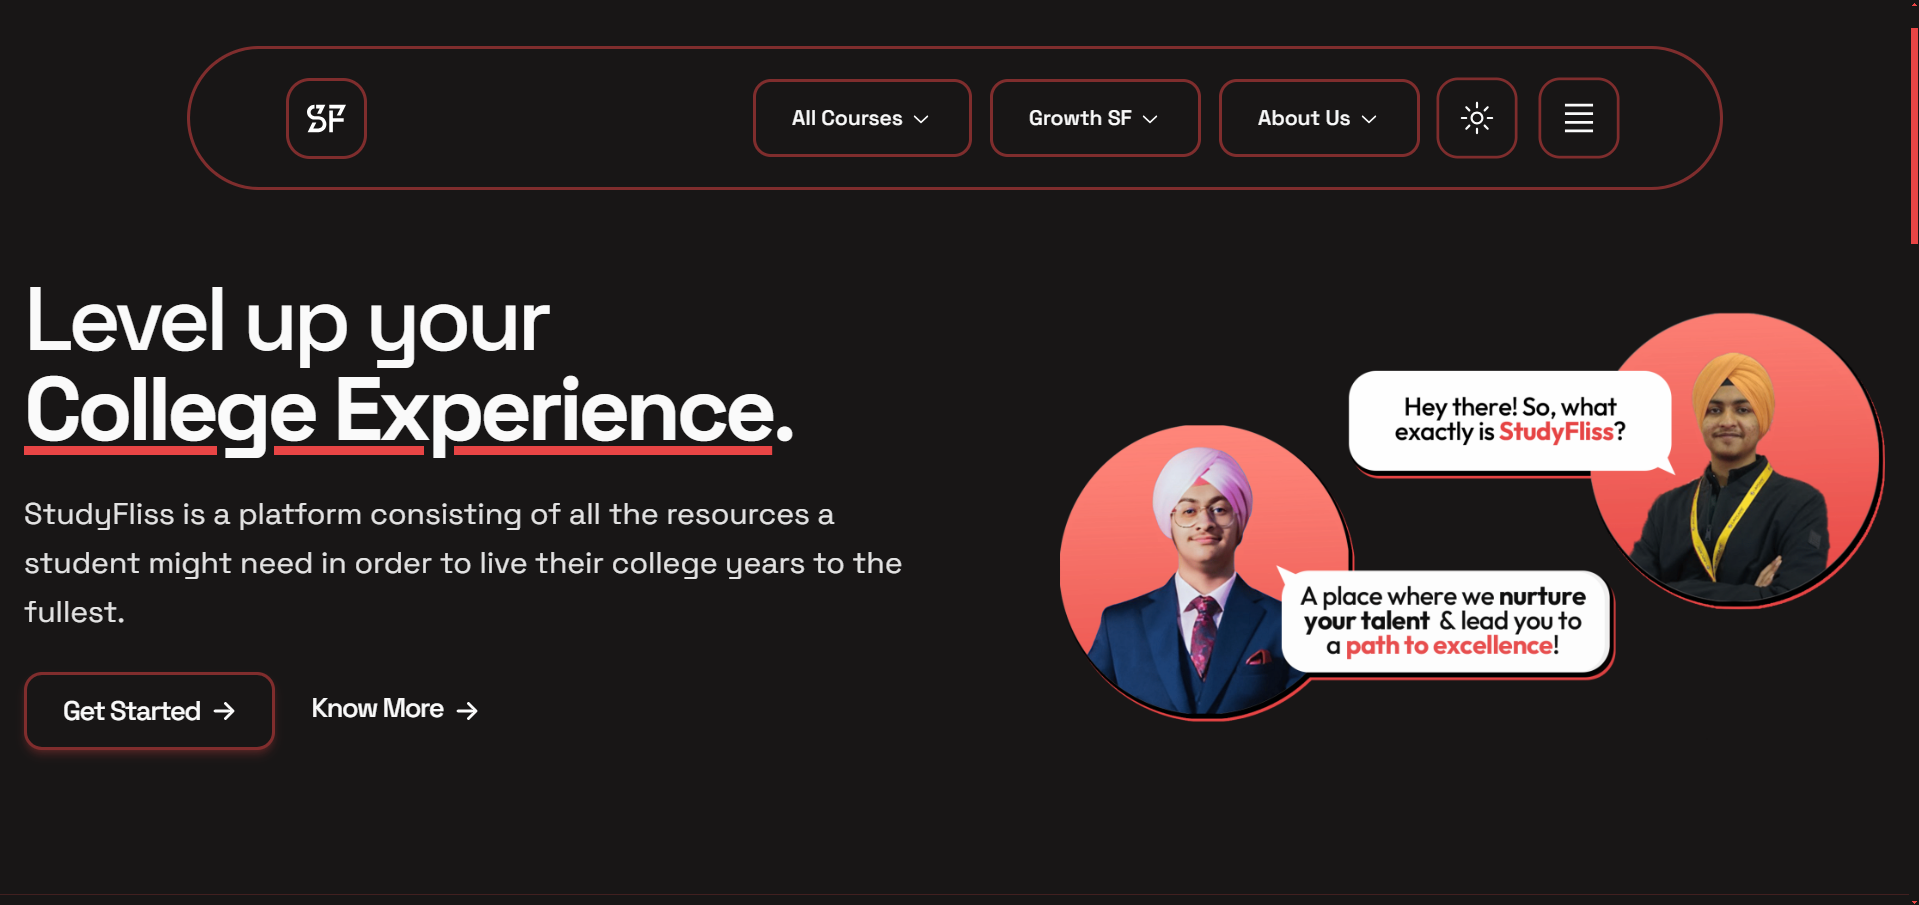 SF
All Courses
Growth SF
About Us
Level up your
College Experience.
StudyFliss is a platform consisting of all the resources a
student might need in order to live their college years to the
fullest.
Get Started
Know More
Hey there! So, what
exactly is StudyFliss?
A place where we nurture
your talent & lead you to
a path to excellence!